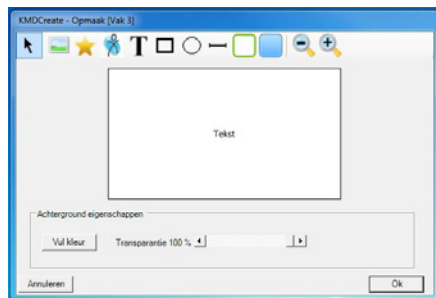 KMDCreate - Opmaak [Vak 3]
T
Tekst
Achtergrond eigenschappen
Vul kleur
Transparantie 100 %
Annuleren
Ok